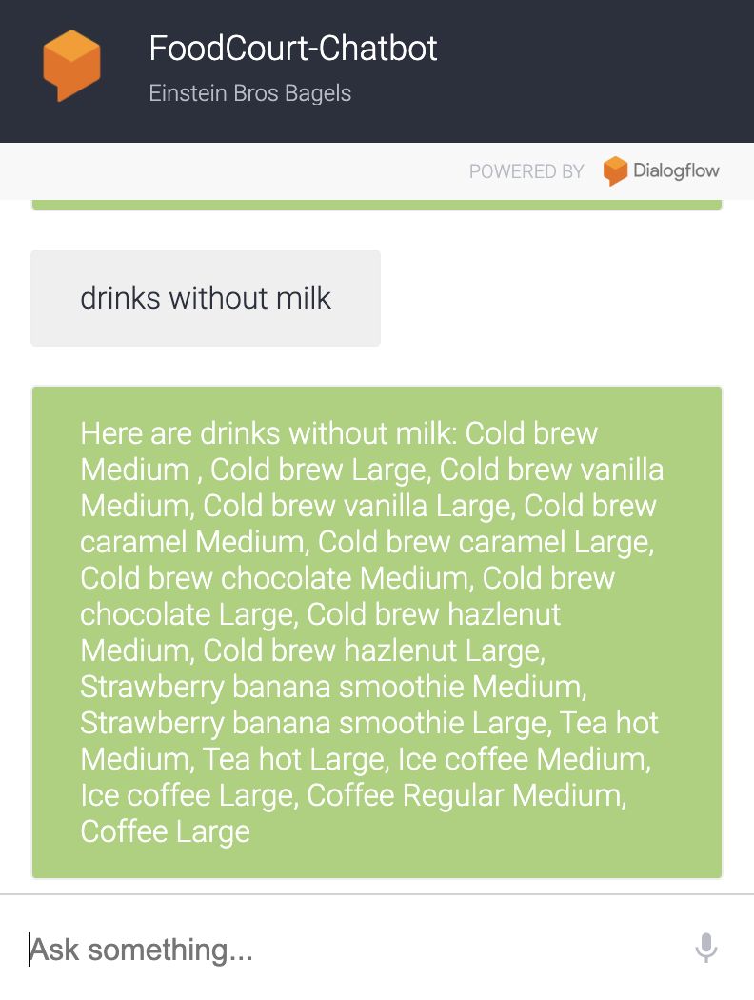 FoodCourt-Chatbot
Einstein Bros Bagels
POWERED BY Dialogflow
drinks without milk
Here are drinks without milk: Cold brew
Medium , Cold brew Large, Cold brew vanilla
Medium, Cold brew vanilla Large, Cold brew
caramel Medium, Cold brew caramel Large,
Cold brew chocolate Medium, Cold brew
chocolate Large, Cold brew hazlenut
Medium, Cold brew hazlenut Large,
Strawberry banana smoothie Medium,
Strawberry banana smoothie Large, Tea hot
Medium, Tea hot Large, Ice coffee Medium,
Ice coffee Large, Coffee Regular Medium,
Coffee Large
Ask something...